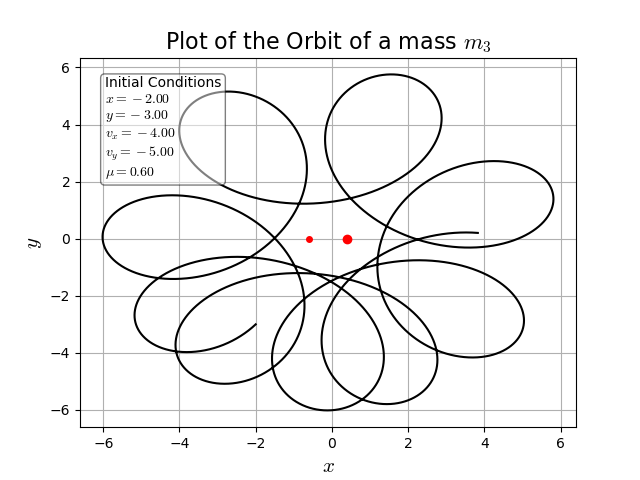 Plot of the Orbit of a mass m₃
Initial Conditions
x = −2.00
y = −3.00
vₓ = −4.00
v_y = −5.00
μ = 0.60
6
4
2
0
−2
−4
−6
y
−6
−4
−2
0
2
4
6
x